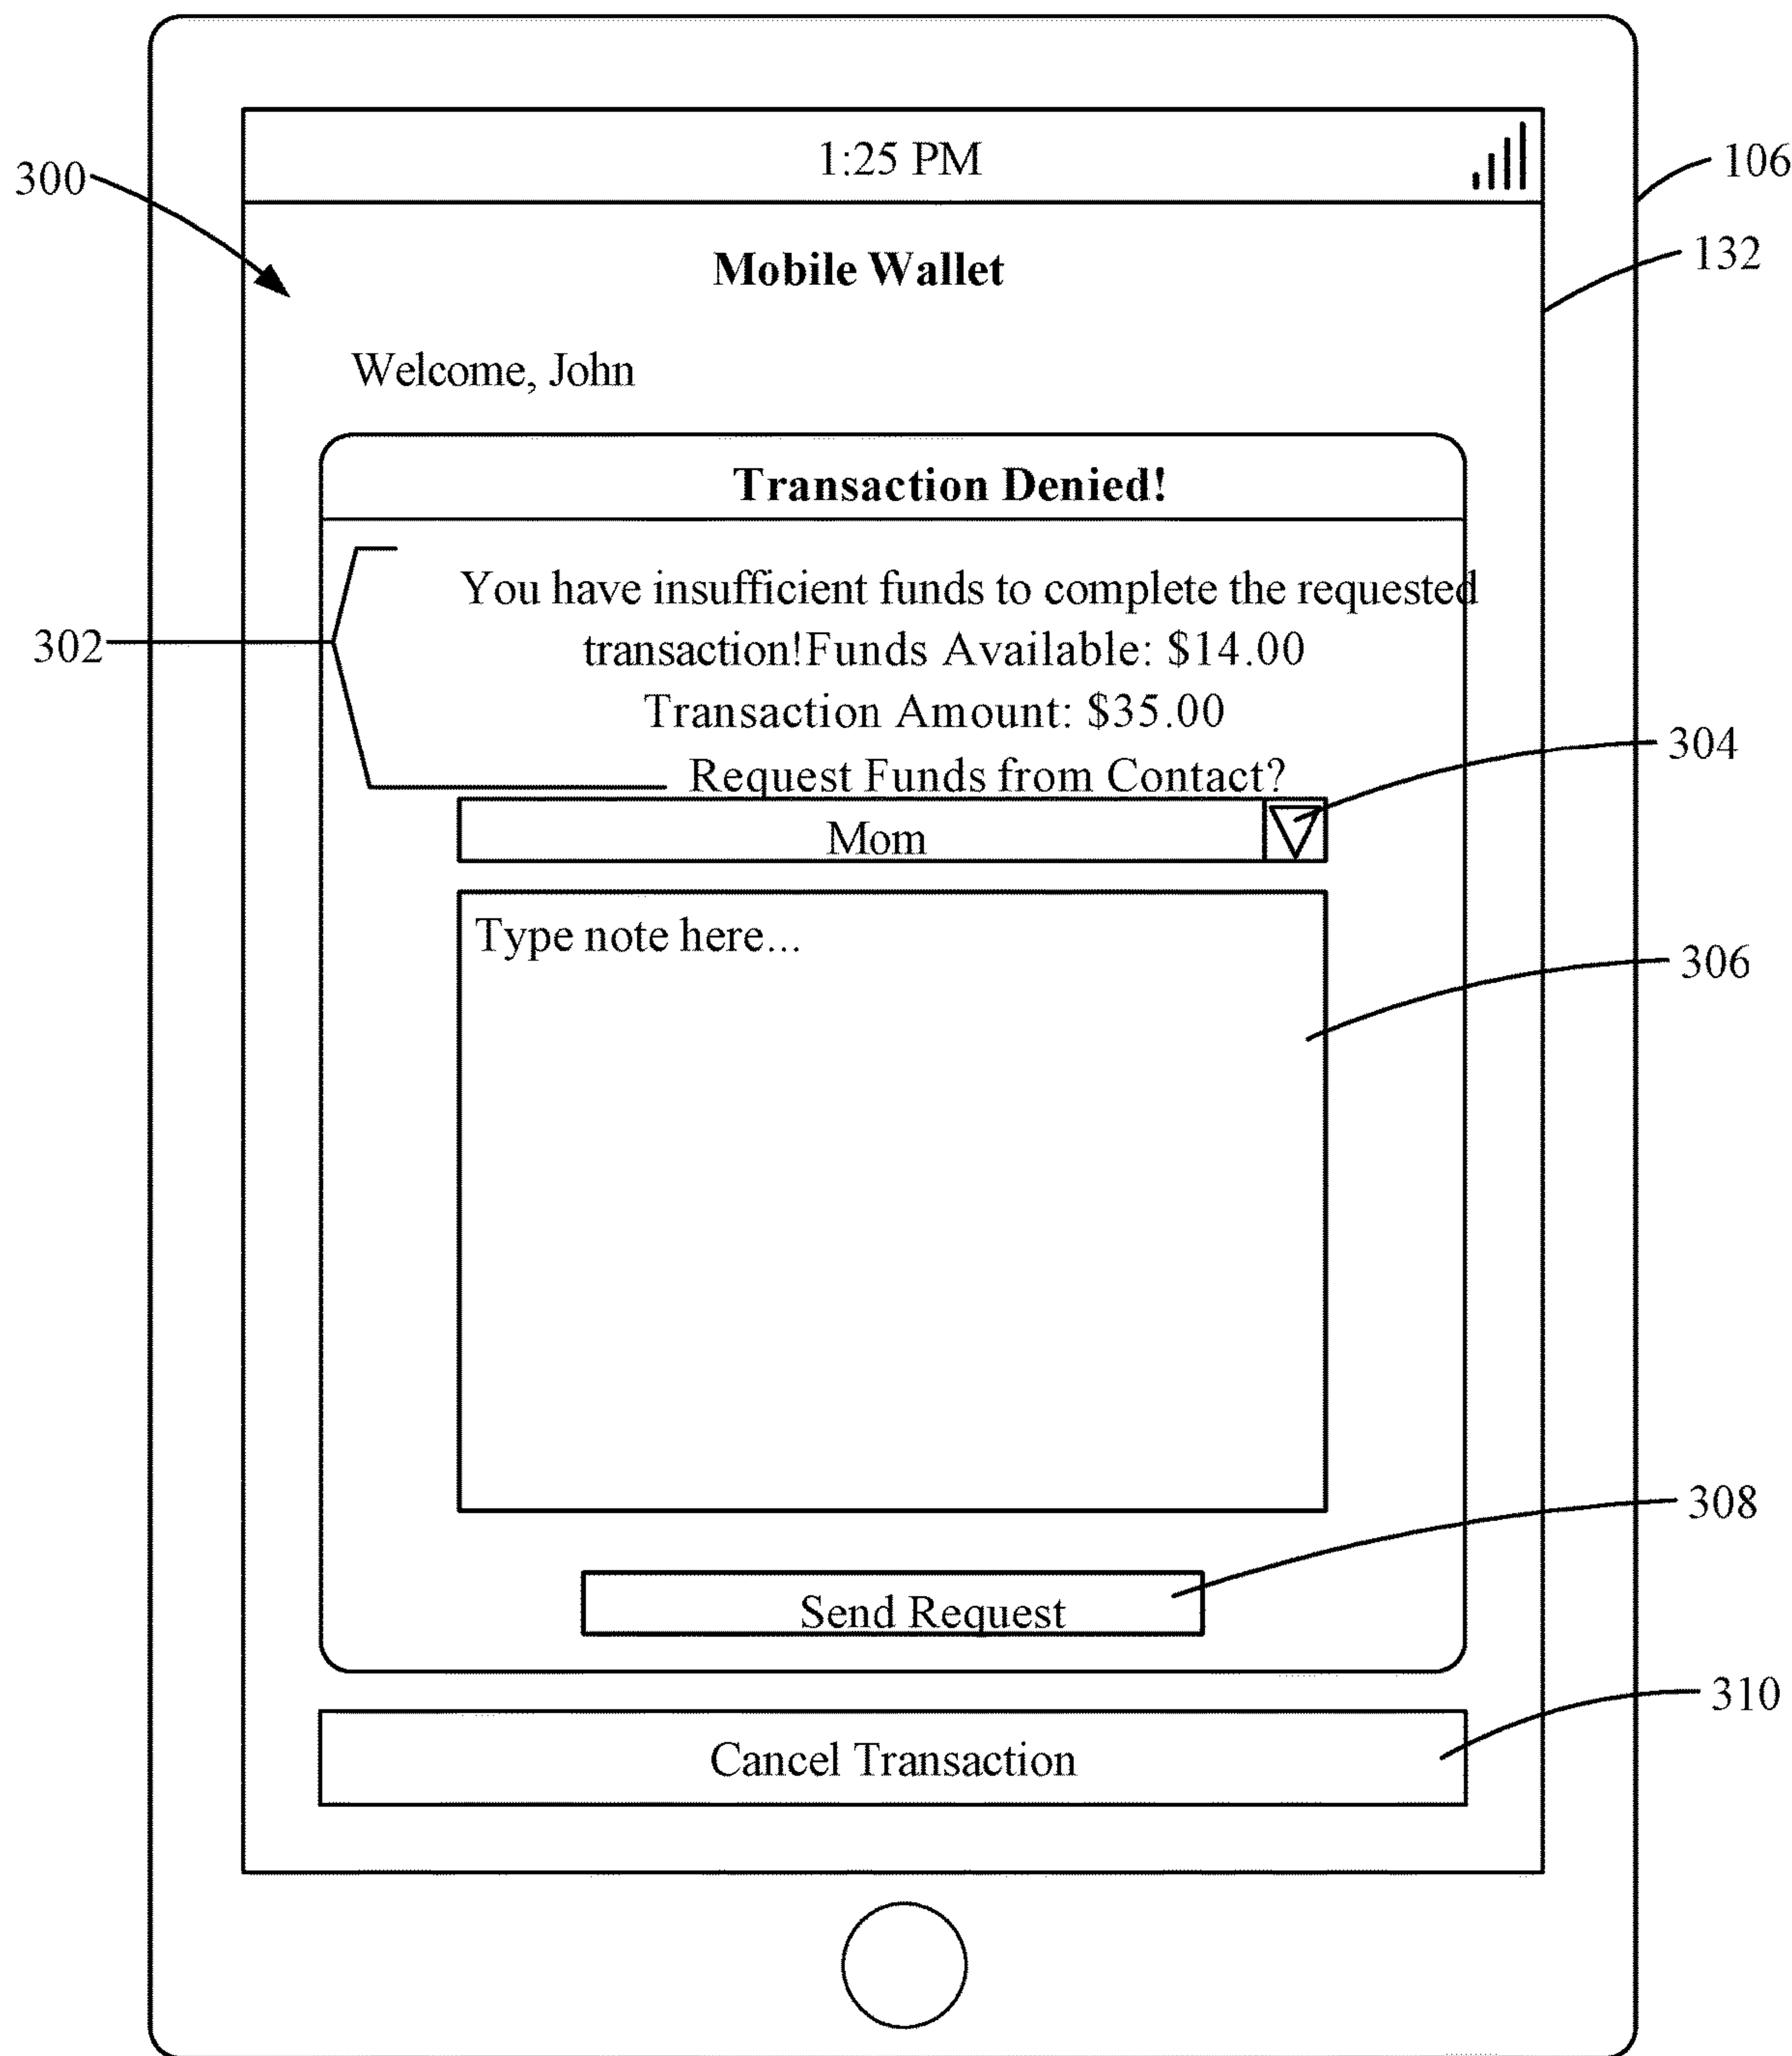 1:25 PM
300
106
132
Mobile Wallet
Welcome, John
Transaction Denied!
You have insufficient funds to complete the requested
302
transaction!Funds Available: $14.00
Transaction Amount: $35.00
304
Request Funds from Contact?
Mom
Type note here...
306
308
Send Request
310
Cancel Transaction